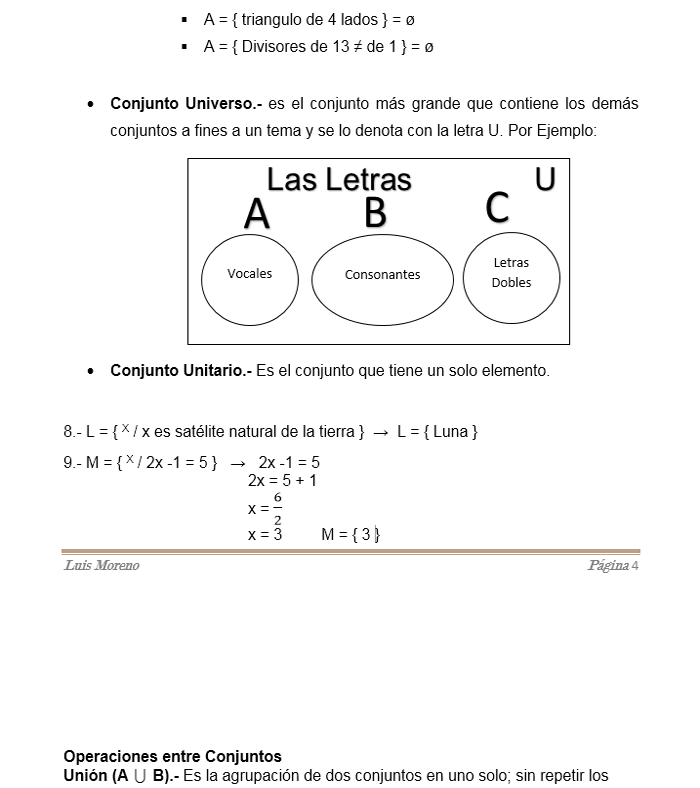 ▪ A = { triangulo de 4 lados } = ø
▪ A = { Divisores de 13 ≠ de 1 } = ø
• Conjunto Universo.- es el conjunto más grande que contiene los demás
conjuntos a fines a un tema y se lo denota con la letra U. Por Ejemplo:
Las Letras U
A B C
Vocales
Consonantes
Letras
Dobles
• Conjunto Unitario.- Es el conjunto que tiene un solo elemento.
8.- L = { X / x es satélite natural de la tierra } → L = { Luna }
9.- M = { X / 2x -1 = 5 } → 2x -1 = 5
2x = 5 + 1
x = 6/2
x = 3 M = { 3 }
Luis Moreno Página 4
Operaciones entre Conjuntos
Unión (A ∪ B).- Es la agrupación de dos conjuntos en uno solo; sin repetir los